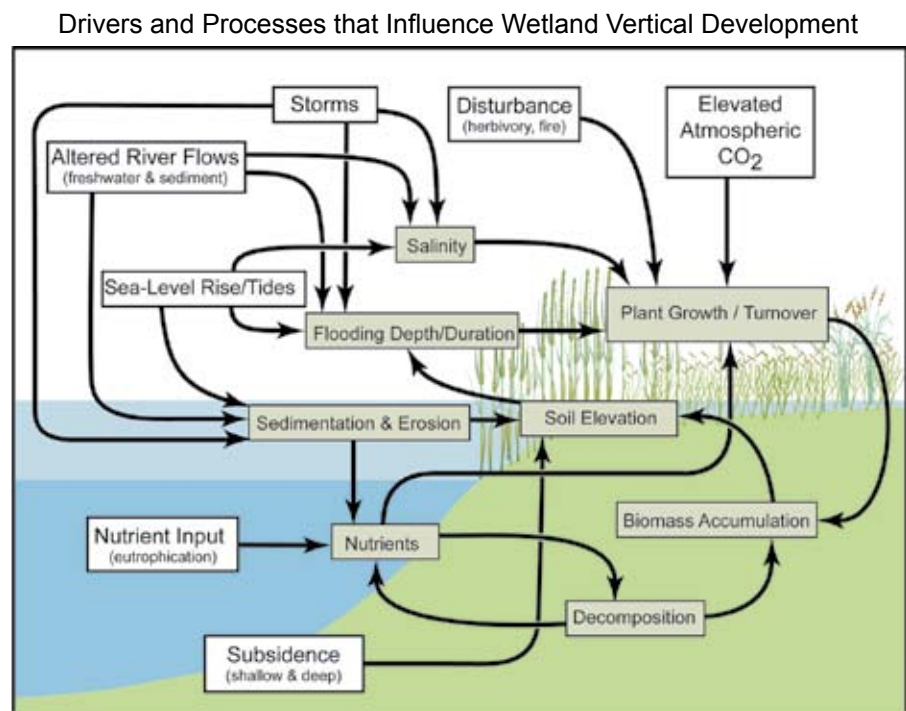 Drivers and Processes that Influence Wetland Vertical Development
Storms
Disturbance
(herbivory, fire)
Elevated
Atmospheric
CO2
Altered River Flows
(freshwater & sediment)
Salinity
Sea-Level Rise/Tides
Flooding Depth/Duration
Plant Growth / Turnover
Sedimentation & Erosion
Soil Elevation
Nutrient Input
(eutrophication)
Nutrients
Biomass Accumulation
Decomposition
Subsidence
(shallow & deep)